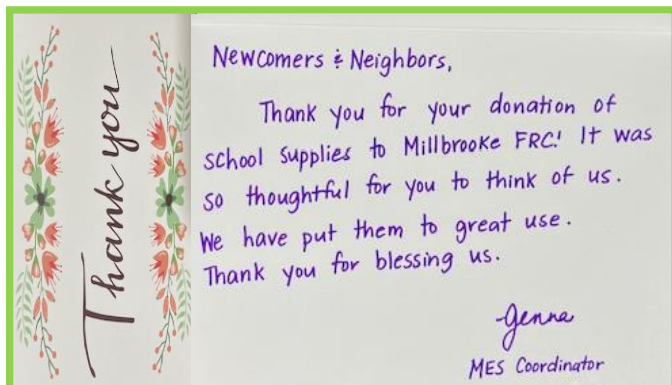 Thank you
Newcomers & Neighbors,
Thank you for your donation of
school supplies to Millbrooke FRC! It was
so thoughtful for you to think of us.
We have put them to great use.
Thank you for blessing us.
Jenna
MES Coordinator